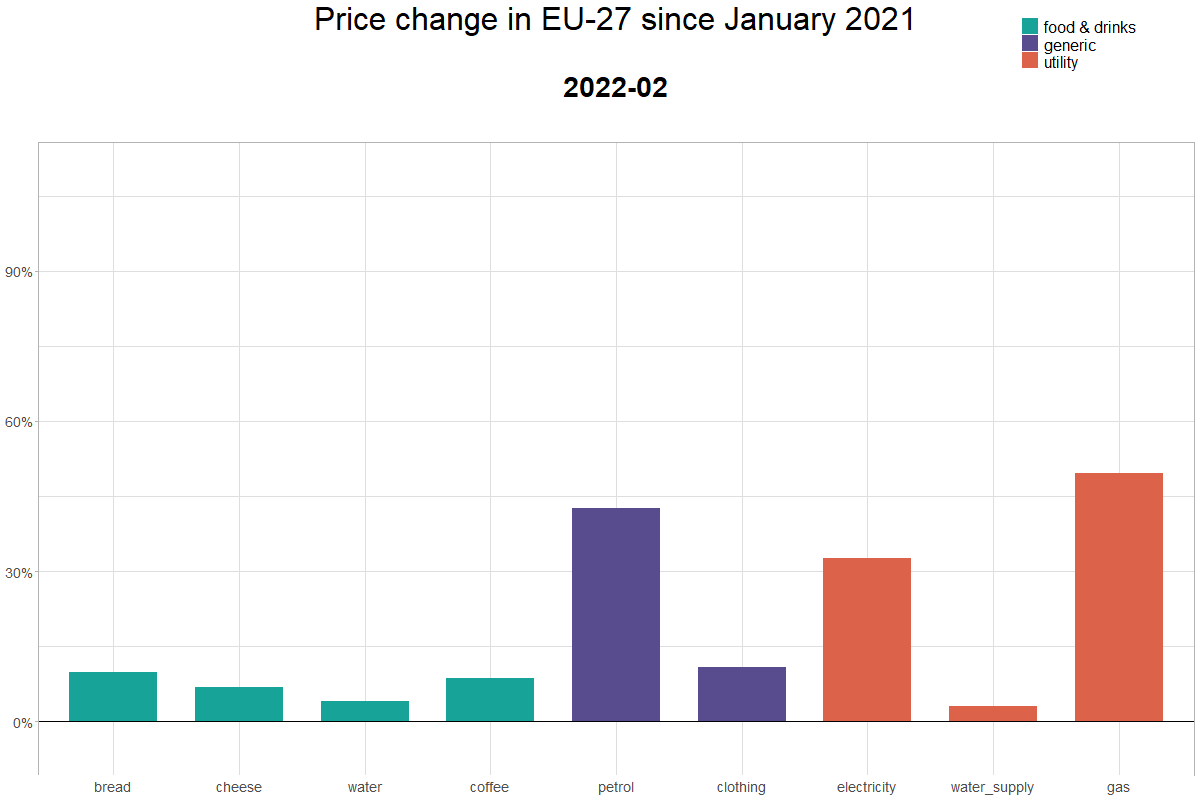 Price change in EU-27 since January 2021
food & drinks
generic
utility
2022-02
90%
60%
30%
0%
bread cheese water coffee petrol clothing electricity water_supply gas